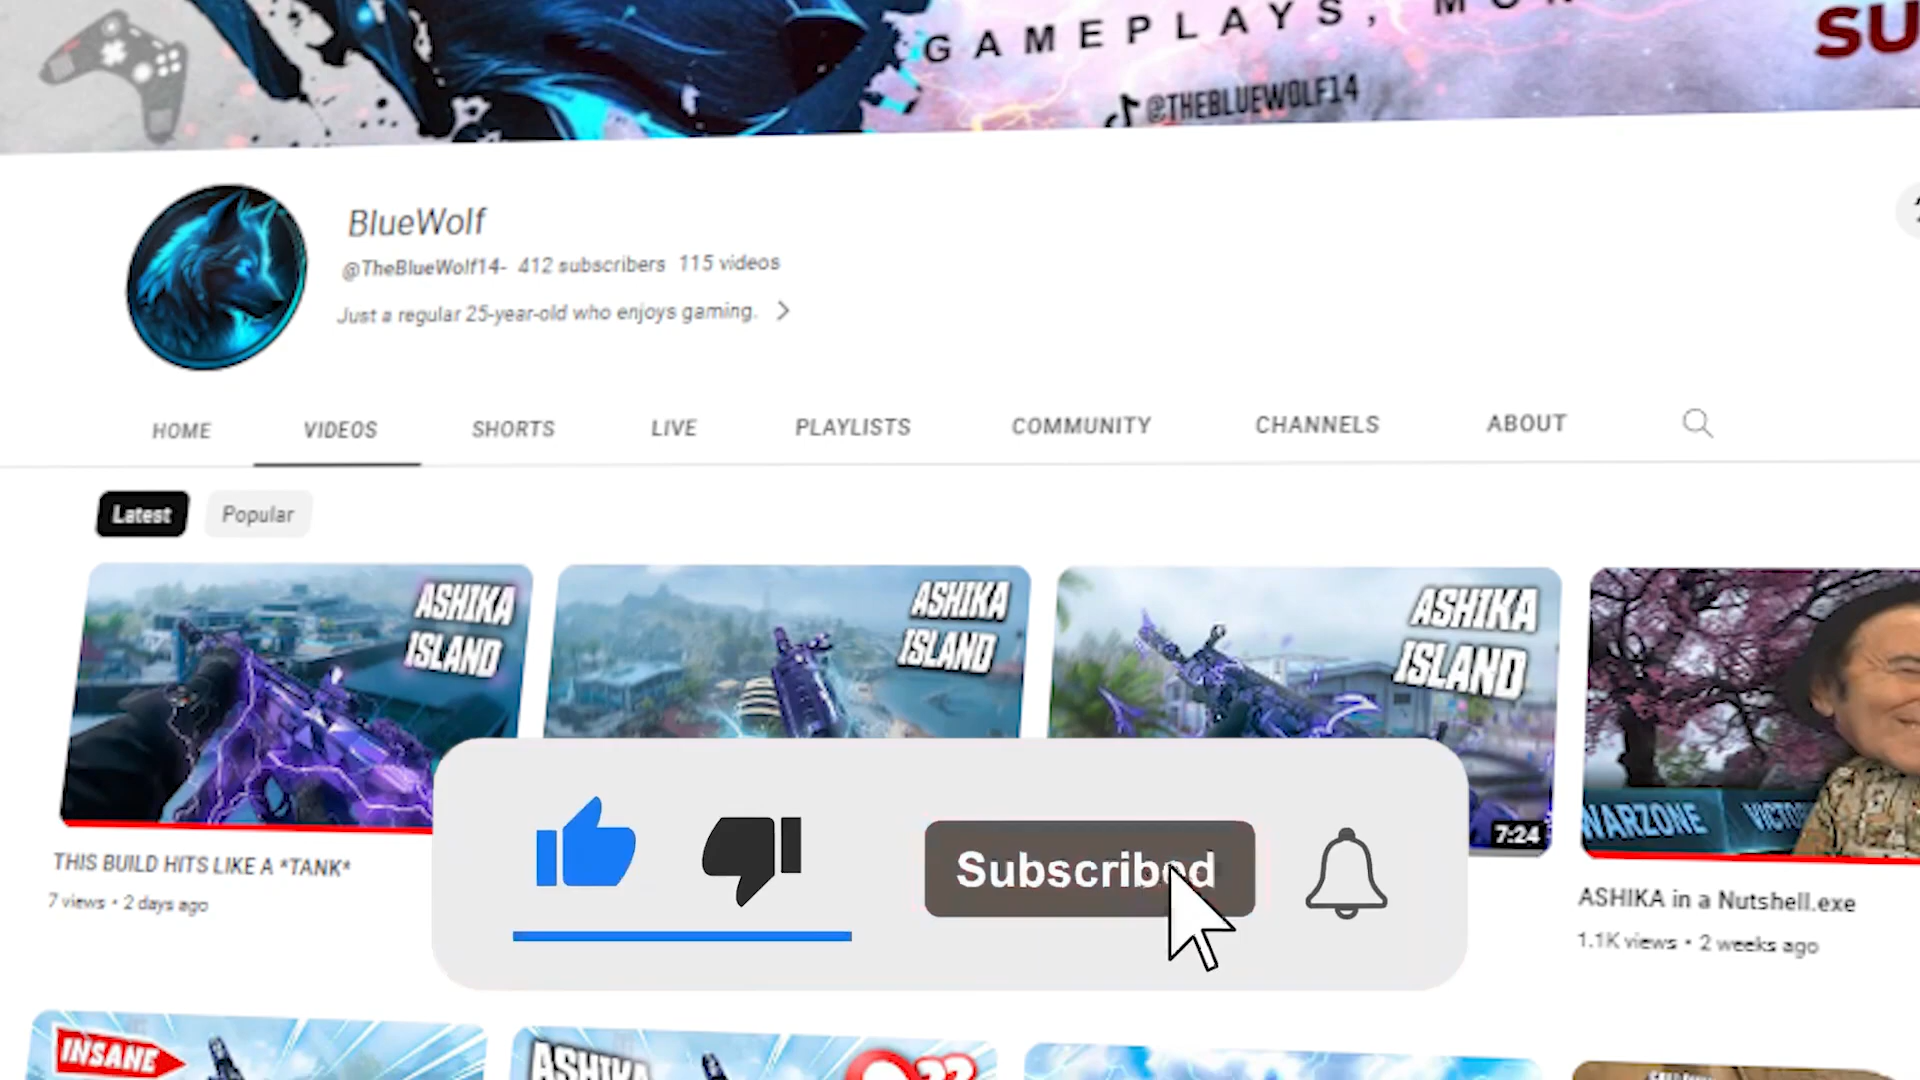 GAMEPLAYS,
SU
@THEBLUEWOLF14
BlueWolf
@TheBlueWolf14- 412 subscribers 115 videos
Just a regular 25-year-old who enjoys gaming.
HOME VIDEOS SHORTS LIVE PLAYLISTS COMMUNITY CHANNELS ABOUT
Latest Popular
ASHIKA
ISLAND
ASHIKA
ISLAND
ASHIKA
ISLAND
7:24
WARZONE VICTO
THIS BUILD HITS LIKE A *TANK*
7 views • 2 days ago
Subscribed
ASHIKA in a Nutshell.exe
1.1K views • 2 weeks ago
INSANE
ASHIKA